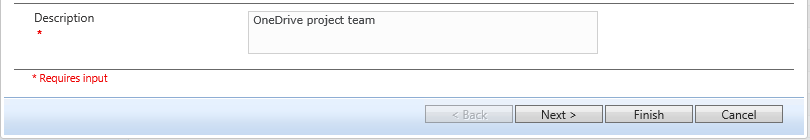 Description
OneDrive project team
*
* Requires input
< Back
Next >
Finish
Cancel